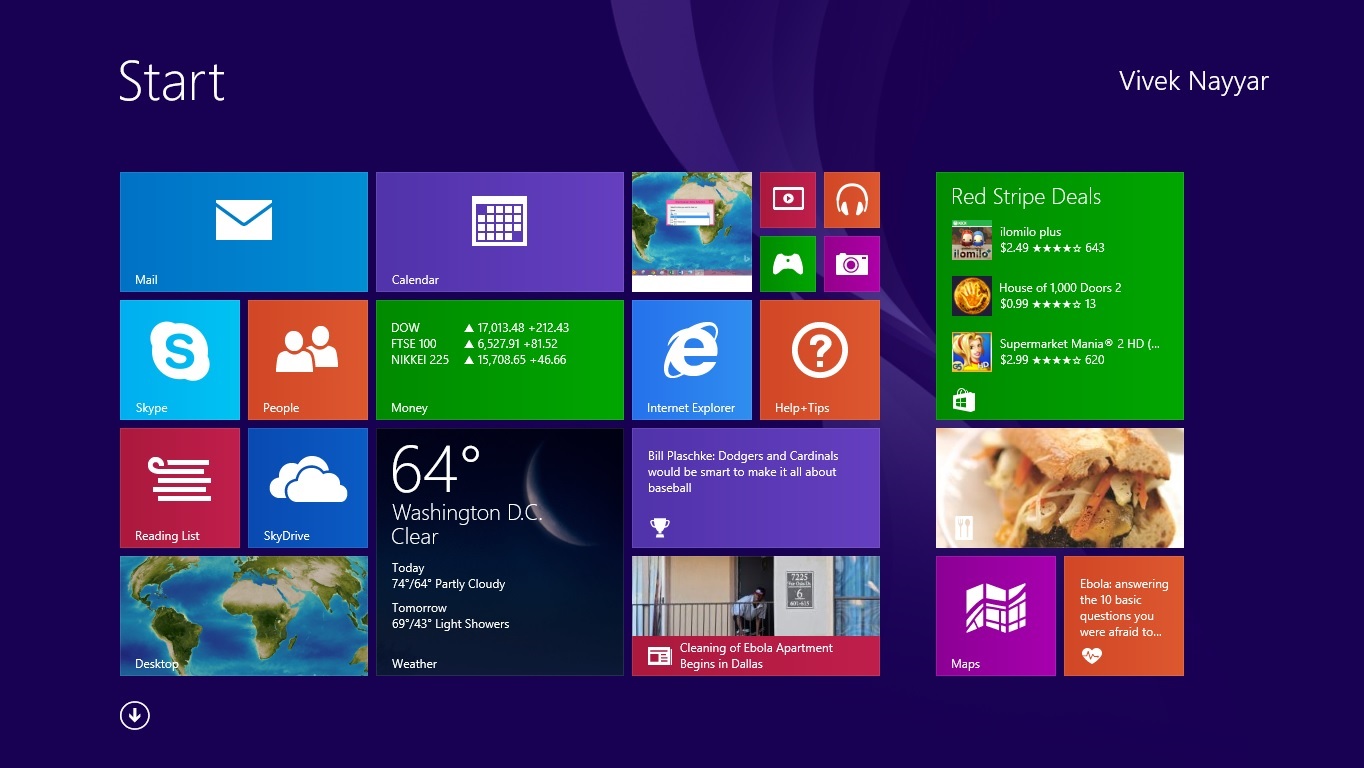 Start
Vivek Nayyar
Mail
Calendar
Skype
People
DOW ▲ 17,013.48 +212.43
FTSE 100 ▲ 6,527.91 +81.52
NIKKEI 225 ▲ 15,708.65 +46.66
Money
Internet Explorer
Help+Tips
Reading List
SkyDrive
64°
Washington D.C.
Clear
Today
74°/64° Partly Cloudy
Tomorrow
69°/43° Light Showers
Weather
Bill Plaschke: Dodgers and Cardinals
would be smart to make it all about
baseball
Desktop
7225
6
601-615
Cleaning of Ebola Apartment
Begins in Dallas
Red Stripe Deals
ilomilo
ilomilo plus
$2.49 ★★★★☆ 643
House of 1,000 Doors 2
$0.99 ★★★★☆ 13
HD
Supermarket Mania® 2 HD (...
$2.99 ★★★★☆ 620
Maps
Ebola: answering
the 10 basic
questions you
were afraid to...